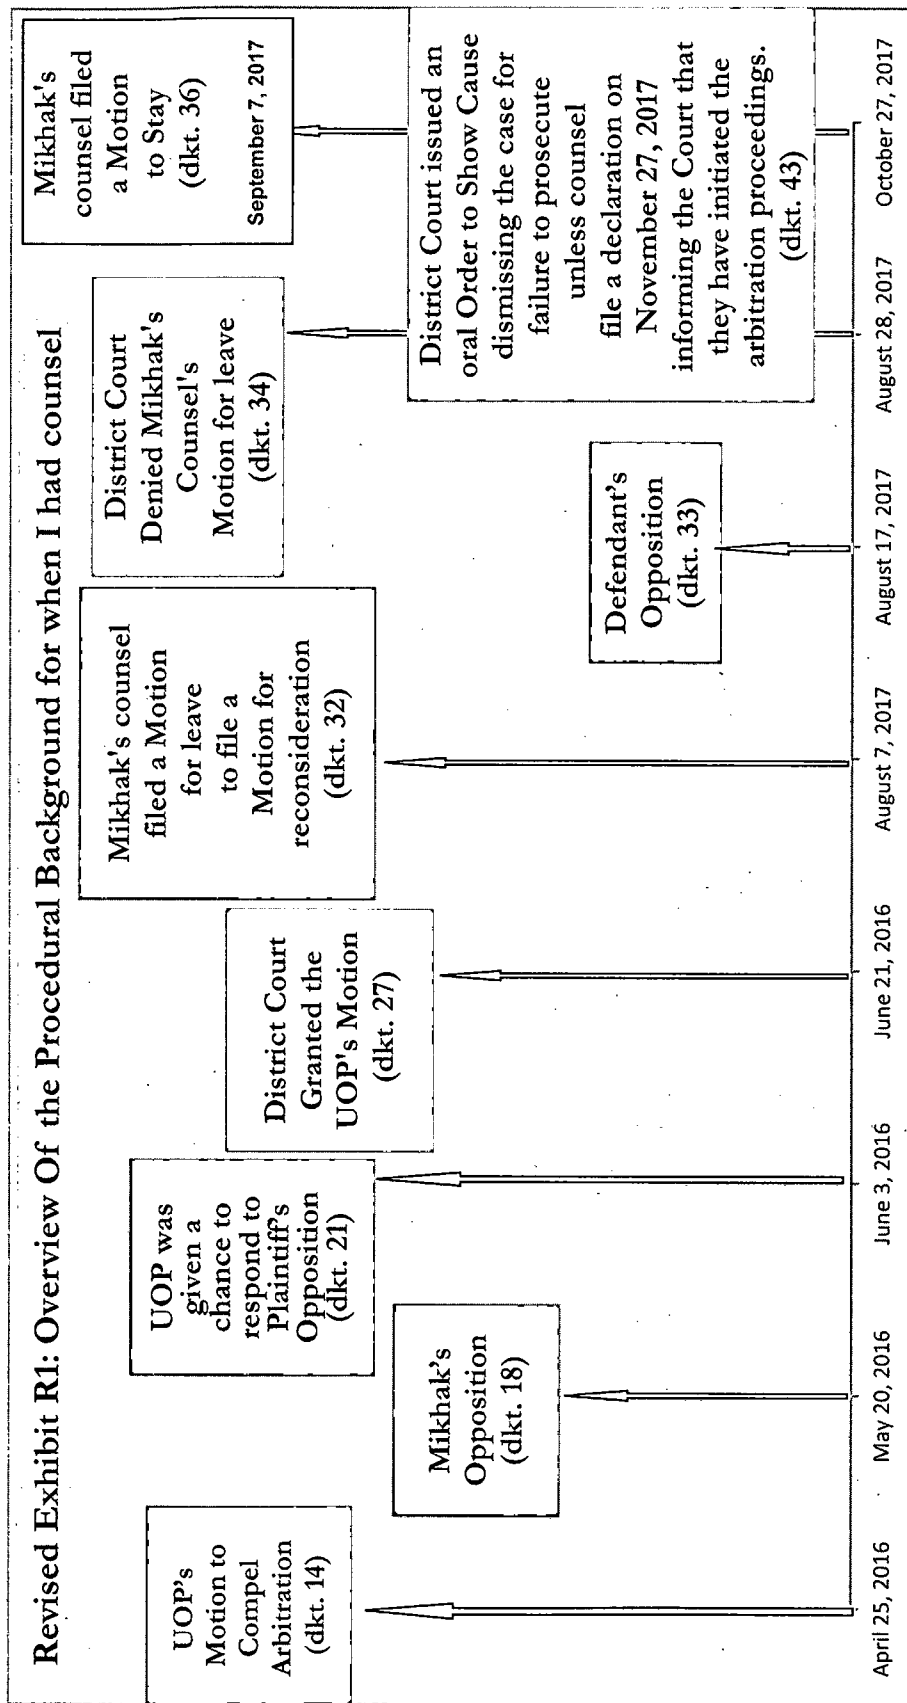 Revised Exhibit R1: Overview Of the Procedural Background for when I had counsel
UOP's
Motion to
Compel
Arbitration
(dkt. 14)
Mikhak's
Opposition
(dkt. 18)
UOP was
given a
chance to
respond to
Plaintiff's
Opposition
(dkt. 21)
District Court
Granted the
UOP's Motion
(dkt. 27)
Mikhak's counsel
filed a Motion
for leave
to file a
Motion for
reconsideration
(dkt. 32)
Defendant's
Opposition
(dkt. 33)
District Court
Denied Mikhak's
Counsel's
Motion for leave
(dkt. 34)
Mikhak's
counsel filed
a Motion
to Stay
(dkt. 36)
September 7, 2017
District Court issued an
oral Order to Show Cause
dismissing the case for
failure to prosecute
unless counsel
file a declaration on
November 27, 2017
informing the Court that
they have initiated the
arbitration proceedings.
(dkt. 43)
April 25, 2016
May 20, 2016
June 3, 2016
June 21, 2016
August 7, 2017
August 17, 2017
August 28, 2017
October 27, 2017